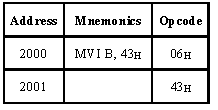 Address Mnemonics Opcode
2000 MVI B, 43H 06H
2001 43H